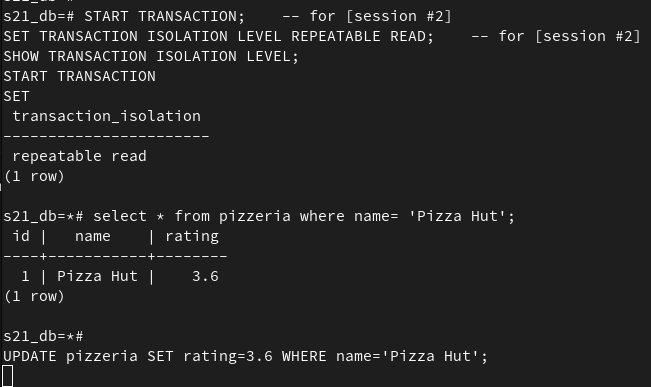 s21_db=#
s21_db=# START TRANSACTION;    -- for [session #2]
SET TRANSACTION ISOLATION LEVEL REPEATABLE READ;    -- for [session #2]
SHOW TRANSACTION ISOLATION LEVEL;
START TRANSACTION
SET
 transaction_isolation
-----------------------
 repeatable read
(1 row)

s21_db=*# select * from pizzeria where name= 'Pizza Hut';
 id |   name    | rating
----+-----------+--------
  1 | Pizza Hut |    3.6
(1 row)

s21_db=*#
UPDATE pizzeria SET rating=3.6 WHERE name='Pizza Hut';